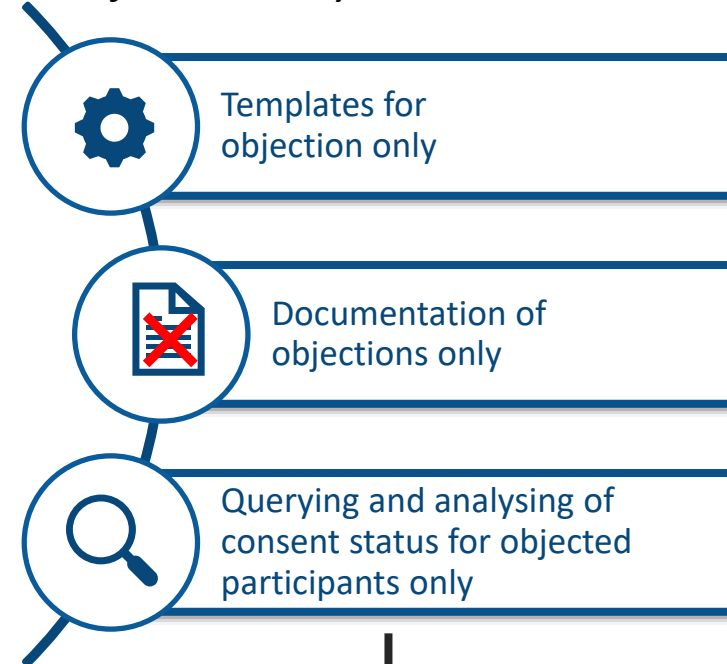 Templates for
objection only
Documentation of
objections only
Querying and analysing of
consent status for objected
participants only